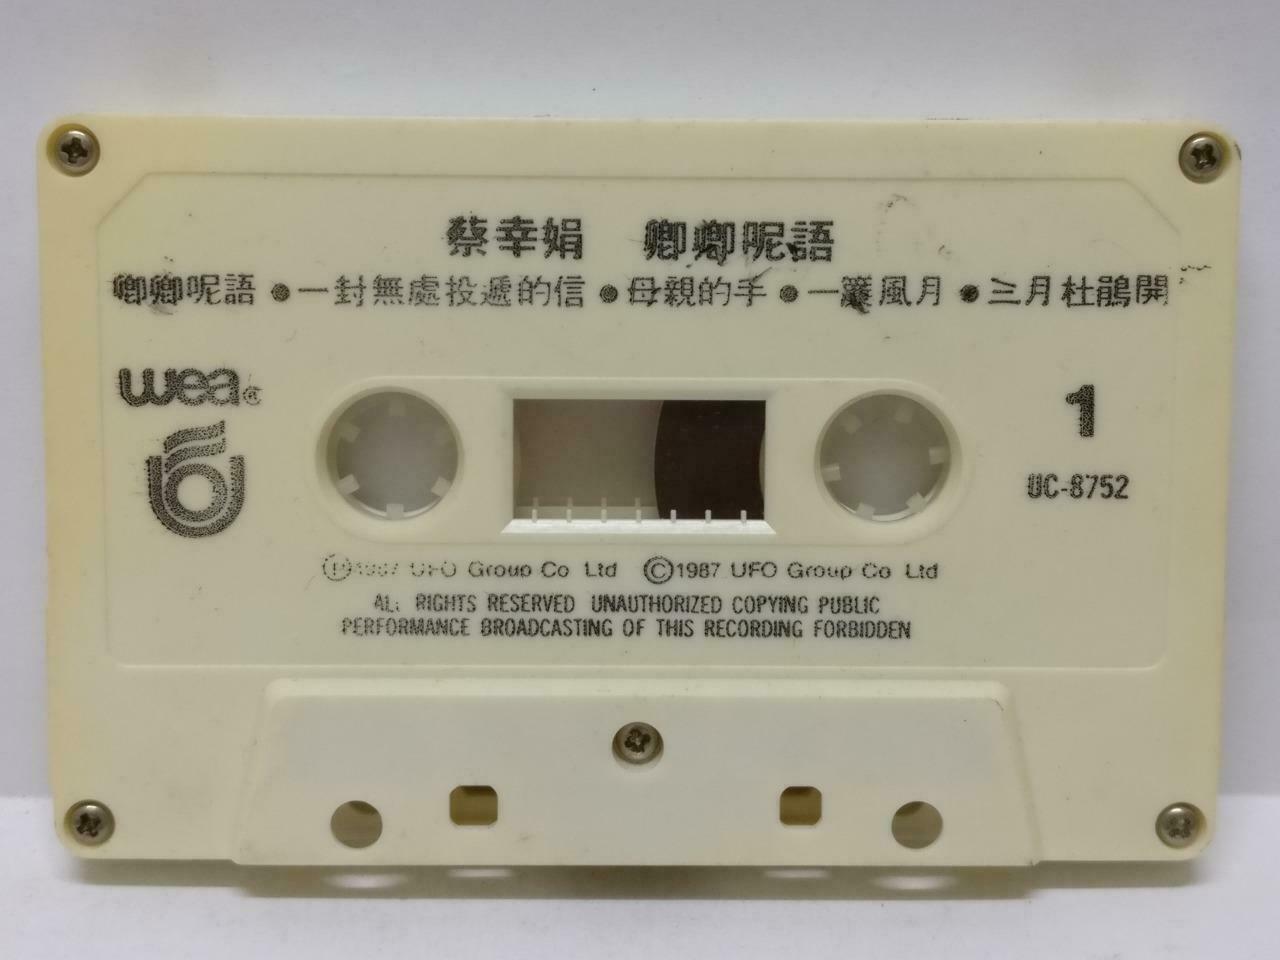 蔡幸娟 卿卿呢語
卿卿呢語●一封無處投遞的信●母親的手●一簾風月●三月杜鵑開
wea®
1
UC-8752
Ⓟ1987 UFO Group Co Ltd ©1987 UFO Group Co Ltd
ALL RIGHTS RESERVED UNAUTHORIZED COPYING PUBLIC
PERFORMANCE BROADCASTING OF THIS RECORDING FORBIDDEN